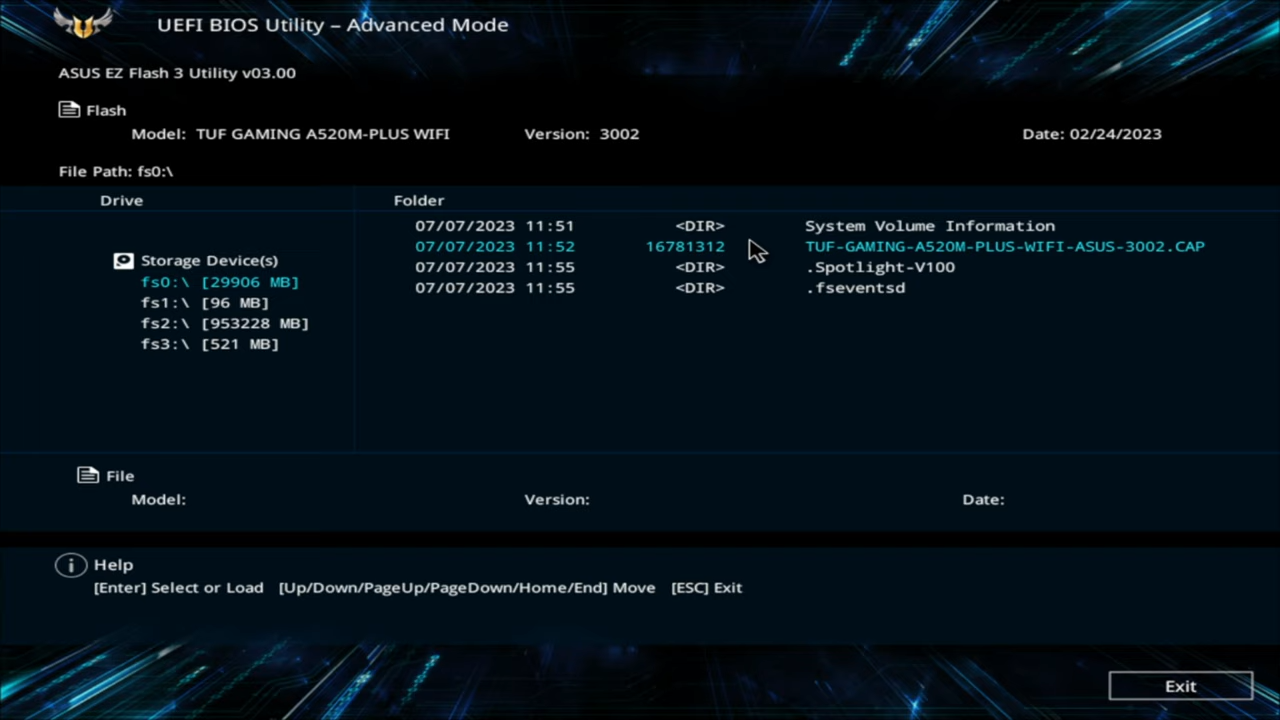 UEFI BIOS Utility – Advanced Mode
ASUS EZ Flash 3 Utility v03.00
Flash
Model: TUF GAMING A520M-PLUS WIFI Version: 3002 Date: 02/24/2023
File Path: fs0:\
Drive Folder
07/07/2023 11:51 <DIR> System Volume Information
07/07/2023 11:52 16781312 TUF-GAMING-A520M-PLUS-WIFI-ASUS-3002.CAP
07/07/2023 11:55 <DIR> .Spotlight-V100
07/07/2023 11:55 <DIR> .fseventsd
Storage Device(s)
fs0:\ [29906 MB]
fs1:\ [96 MB]
fs2:\ [953228 MB]
fs3:\ [521 MB]
File
Model: Version: Date:
Help
[Enter] Select or Load [Up/Down/PageUp/PageDown/Home/End] Move [ESC] Exit
Exit